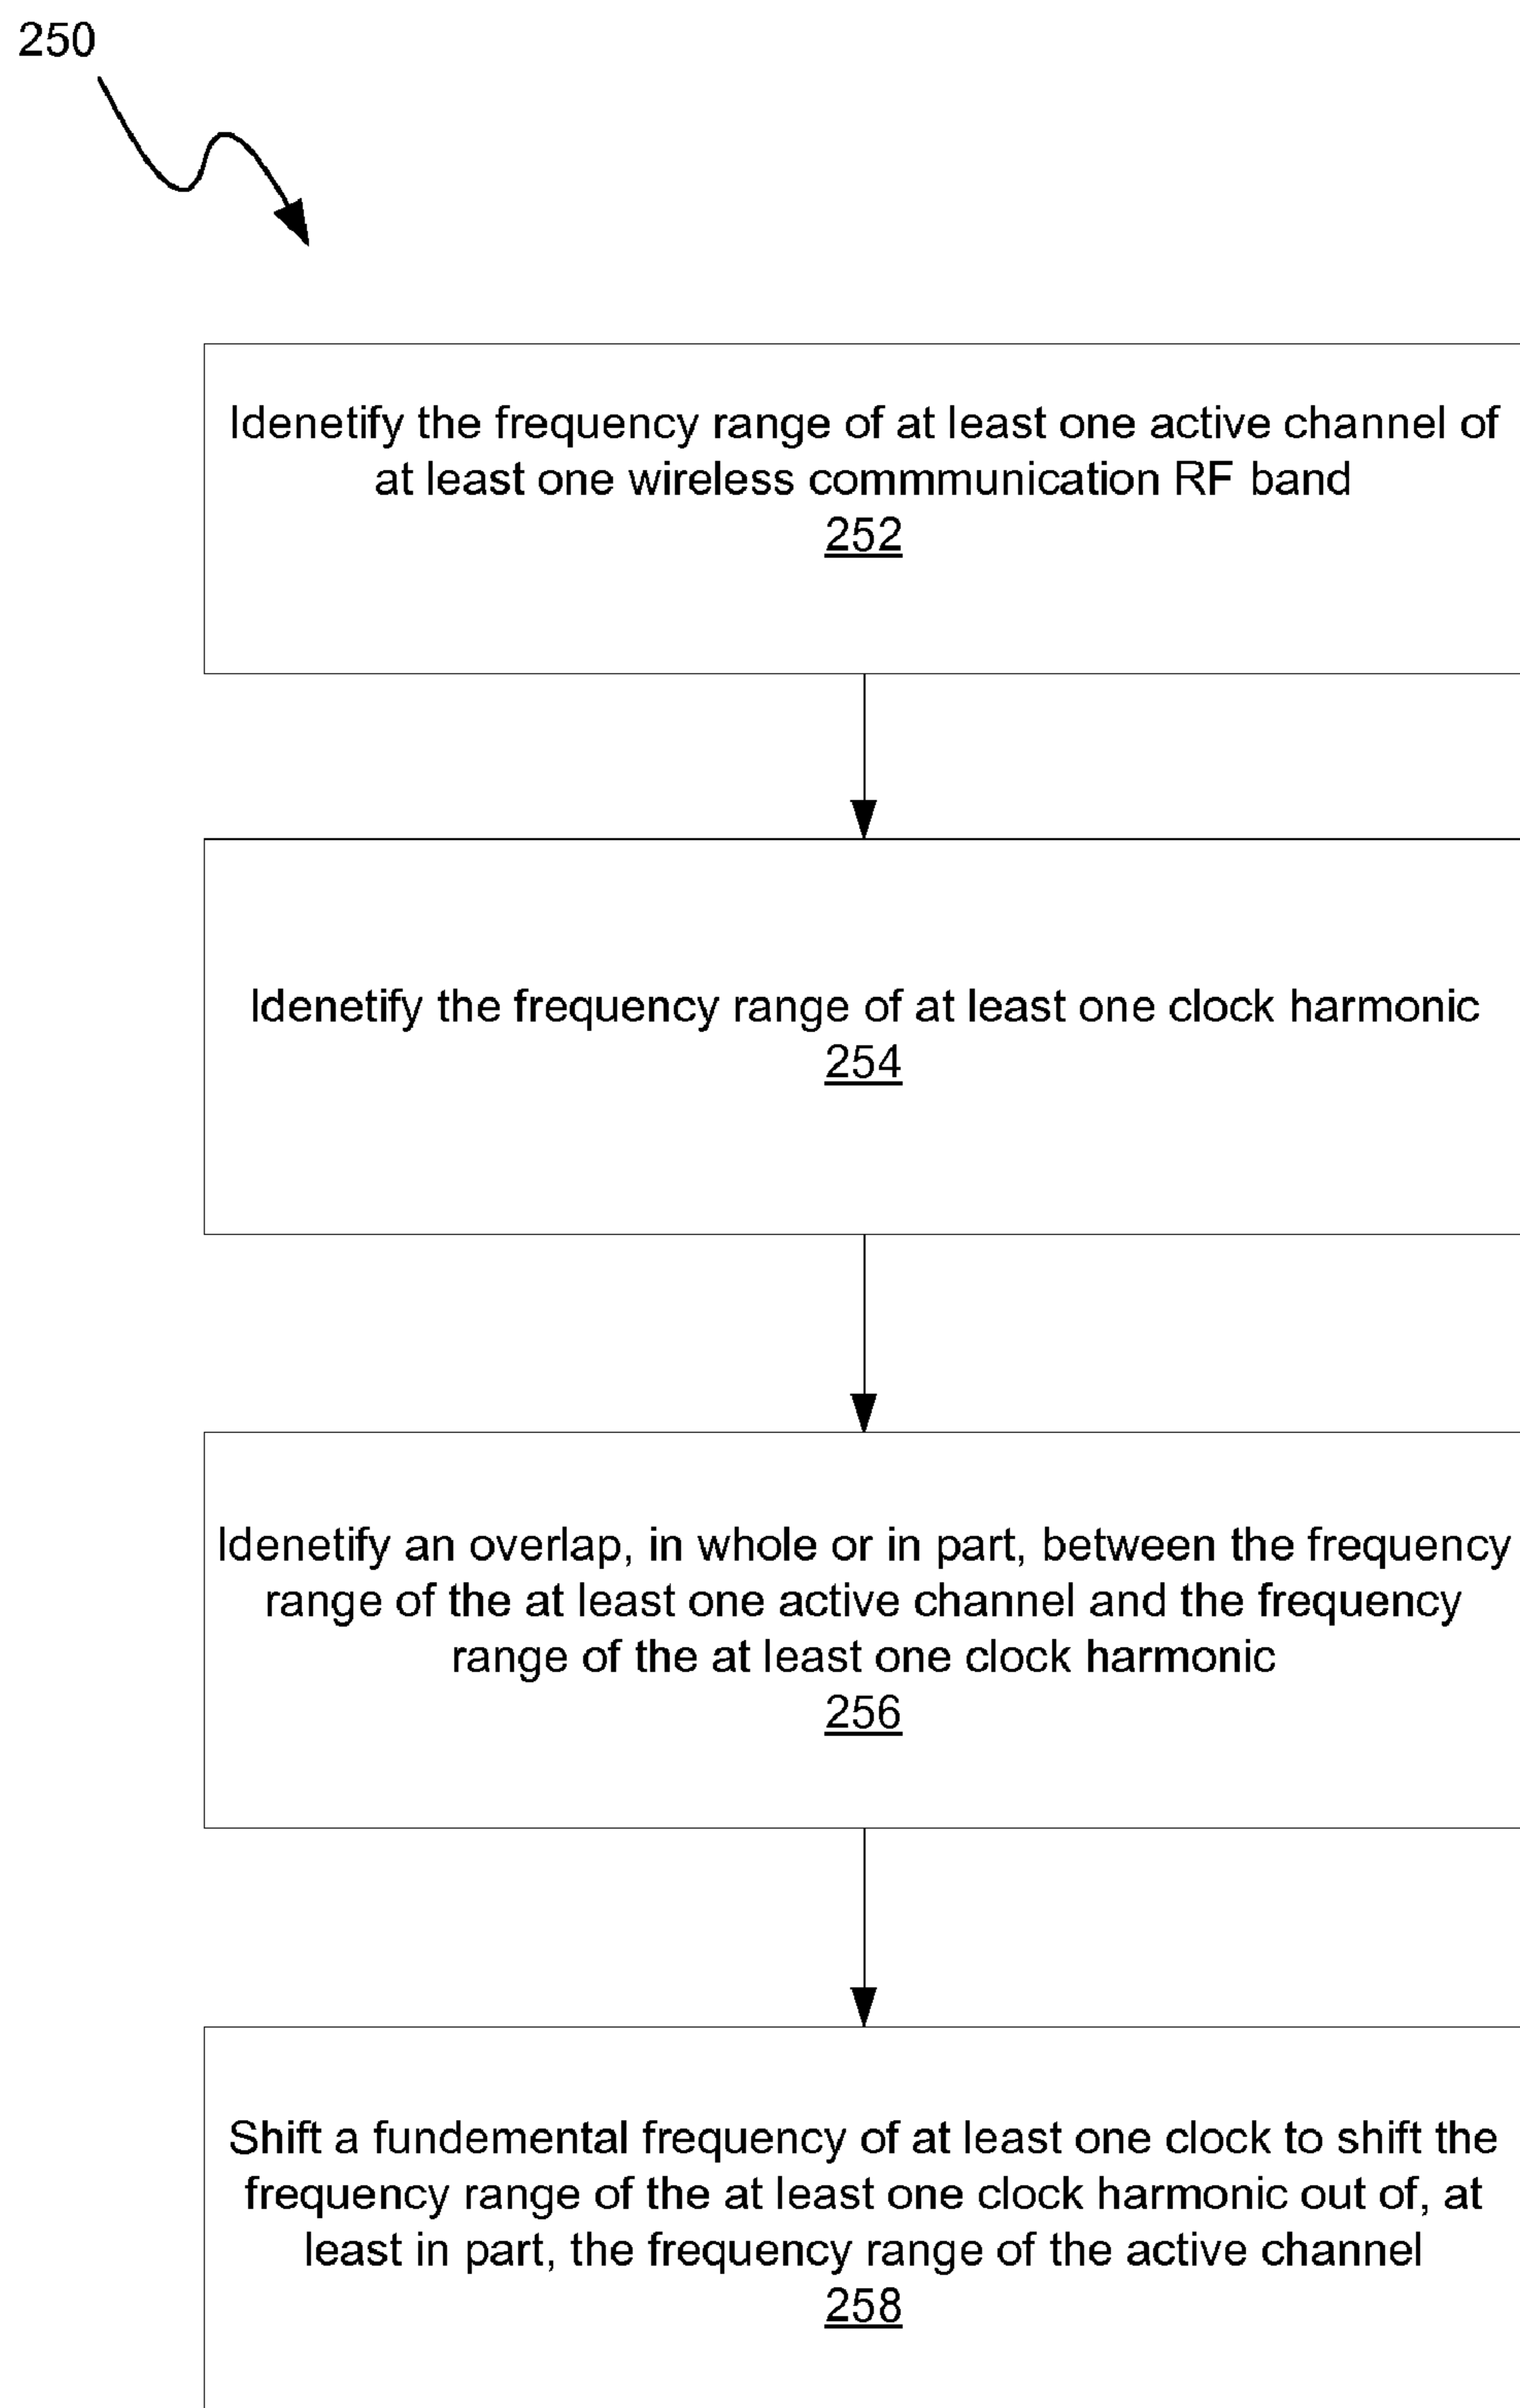 250
Idenetify the frequency range of at least one active channel of
at least one wireless commmunication RF band
252
Idenetify the frequency range of at least one clock harmonic
254
Idenetify an overlap, in whole or in part, between the frequency
range of the at least one active channel and the frequency
range of the at least one clock harmonic
256
Shift a fundemental frequency of at least one clock to shift the
frequency range of the at least one clock harmonic out of, at
least in part, the frequency range of the active channel
258